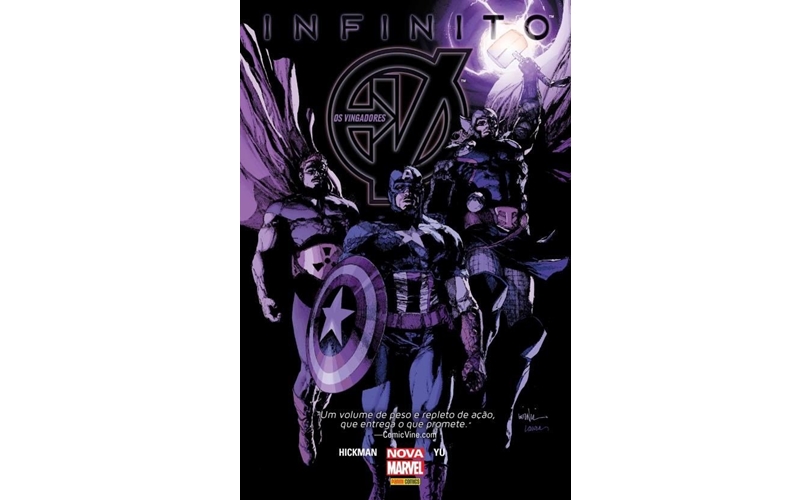 INFINITO
OS VINGADORES
"Um volume de peso e repleto de ação,
que entrega o que promete."
—ComicVine.com
HICKMAN
NOVA
MARVEL
PANINI COMICS
YU